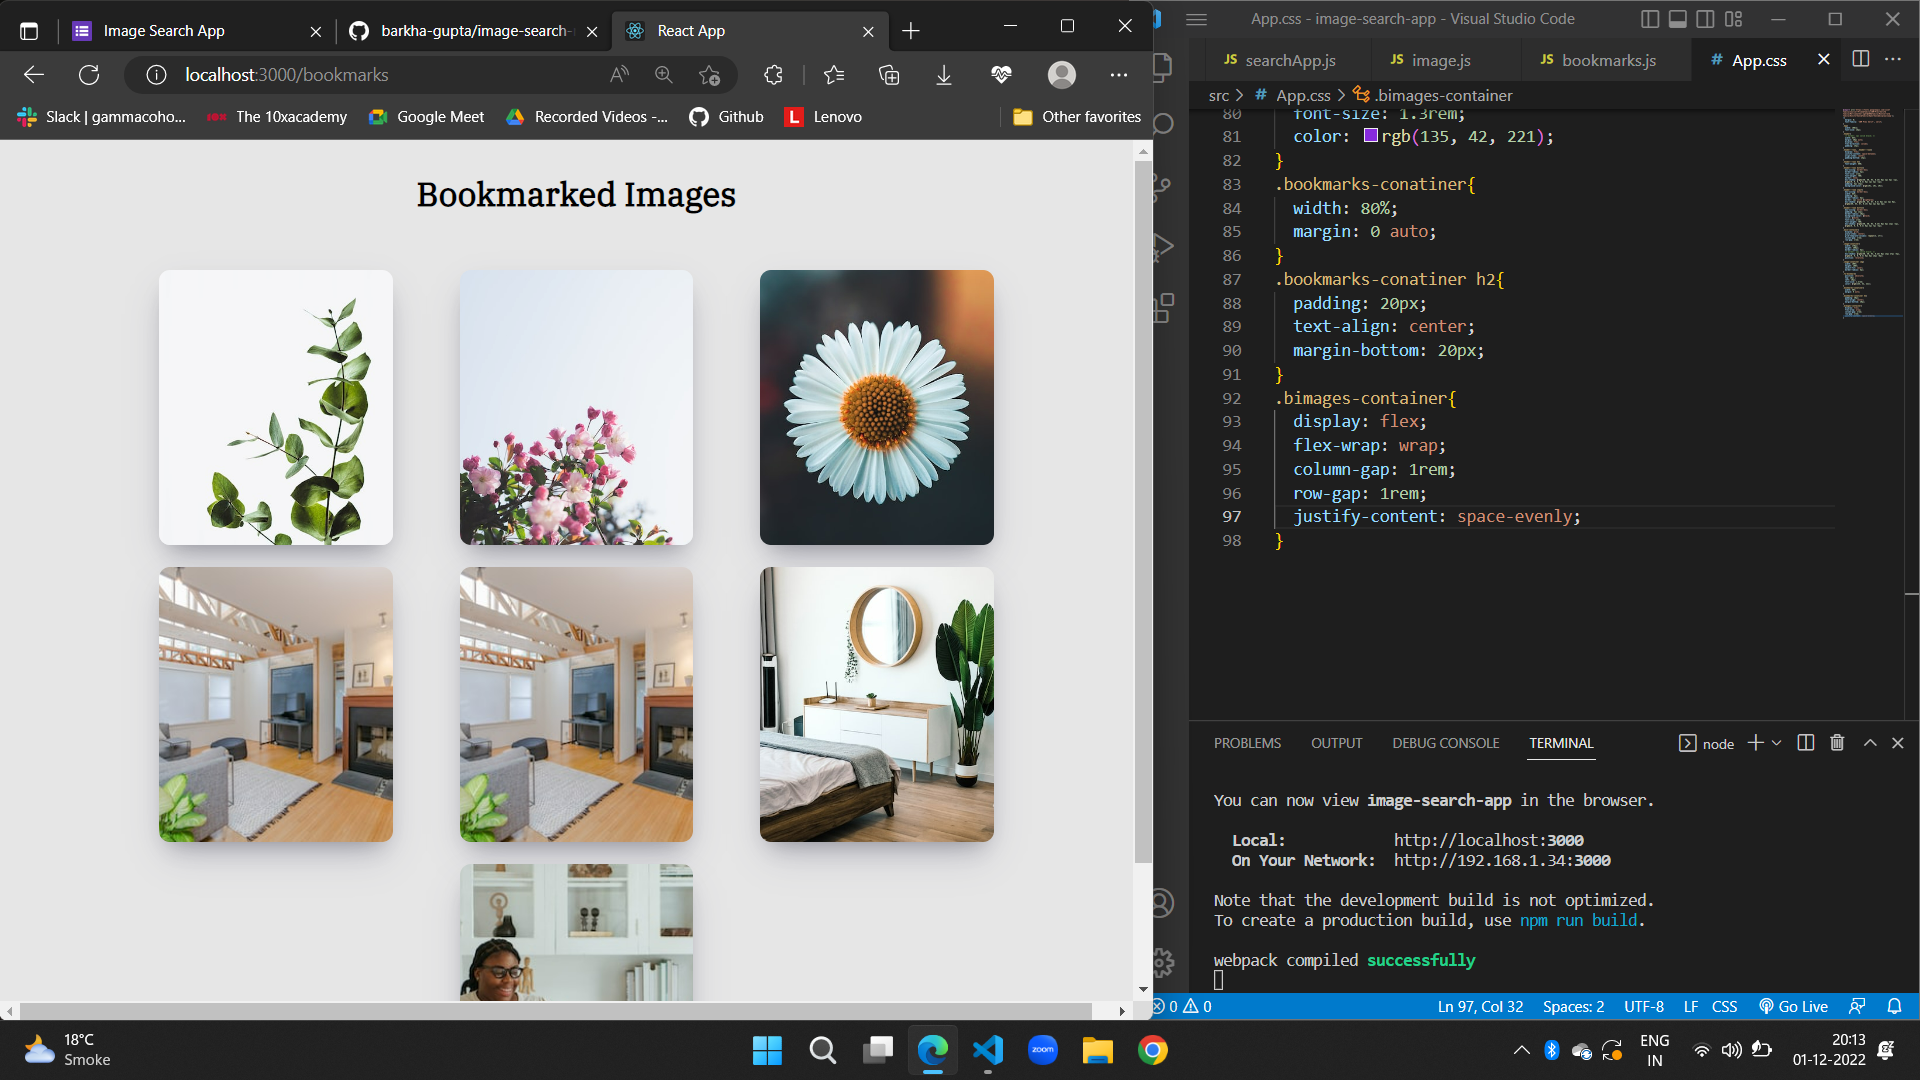 Image Search App
barkha-gupta/image-search-
React App
localhost:3000/bookmarks
Slack | gammacoho...
The 10xacademy
Google Meet
Recorded Videos -...
Github
Lenovo
Other favorites
Bookmarked Images
App.css - image-search-app - Visual Studio Code
JS searchApp.js
JS image.js
JS bookmarks.js
# App.css
src > # App.css > .bimages-container
80 font-size: 1.3rem;
81 color: rgb(135, 42, 221);
82 }
83 .bookmarks-conatiner{
84 width: 80%;
85 margin: 0 auto;
86 }
87 .bookmarks-conatiner h2{
88 padding: 20px;
89 text-align: center;
90 margin-bottom: 20px;
91 }
92 .bimages-container{
93 display: flex;
94 flex-wrap: wrap;
95 column-gap: 1rem;
96 row-gap: 1rem;
97 justify-content: space-evenly;
98 }
PROBLEMS OUTPUT DEBUG CONSOLE TERMINAL
node
You can now view image-search-app in the browser.
Local: http://localhost:3000
On Your Network: http://192.168.1.34:3000
Note that the development build is not optimized.
To create a production build, use npm run build.
webpack compiled successfully
0 0
Ln 97, Col 32 Spaces: 2 UTF-8 LF CSS Go Live
18°C
Smoke
zoom
ENG
IN
20:13
01-12-2022